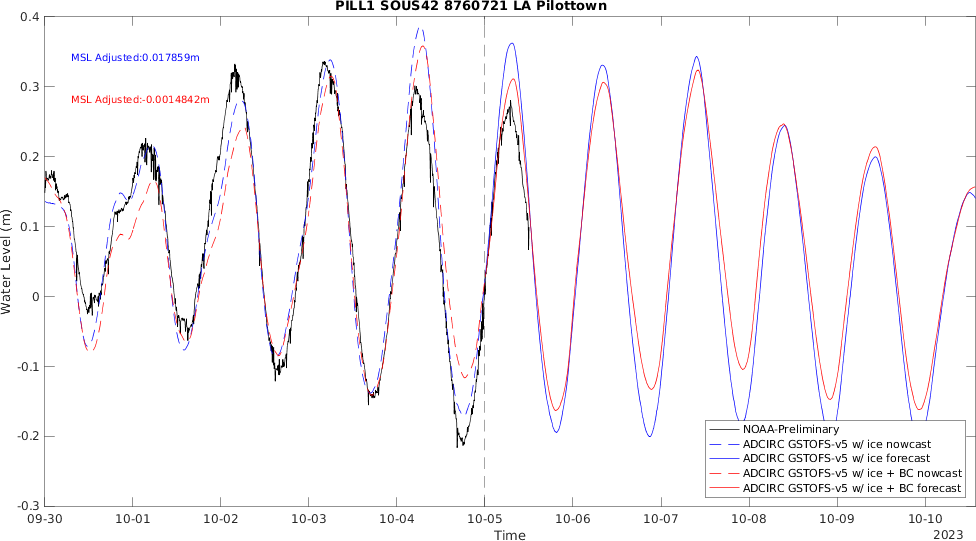 PILL1 SOUS42 8760721 LA Pilottown
MSL Adjusted:0.017859m
MSL Adjusted:-0.0014842m
Water Level (m)
0.4
0.3
0.2
0.1
0
-0.1
-0.2
-0.3
NOAA-Preliminary
ADCIRC GSTOFS-v5 w/ ice nowcast
ADCIRC GSTOFS-v5 w/ ice forecast
ADCIRC GSTOFS-v5 w/ ice + BC nowcast
ADCIRC GSTOFS-v5 w/ ice + BC forecast
09-30 10-01 10-02 10-03 10-04 10-05 10-06 10-07 10-08 10-09 10-10
Time
2023